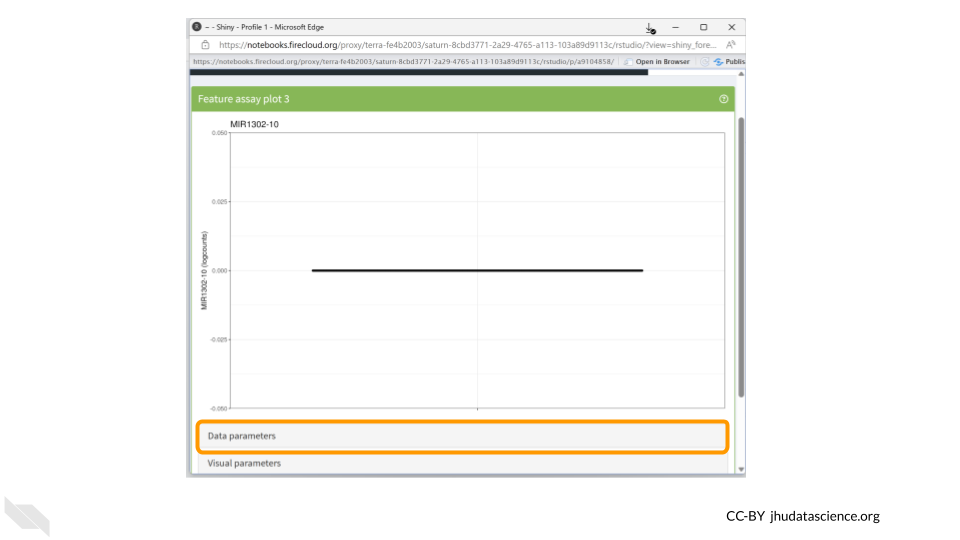 – - Shiny - Profile 1 - Microsoft Edge
https://notebooks.firecloud.org/proxy/terra-fe4b2003/saturn-8cbd3771-2a29-4765-a113-103a89d9113c/rstudio/?view=shiny_fore...
https://notebooks.firecloud.org/proxy/terra-fe4b2003/saturn-8cbd3771-2a29-4765-a113-103a89d9113c/rstudio/p/a9104858/ Open in Browser Publis
Feature assay plot 3
MIR1302-10
0.050
0.025
0.000
-0.025
-0.050
MIR1302-10 (logcounts)
Data parameters
Visual parameters
CC-BY jhudatascience.org